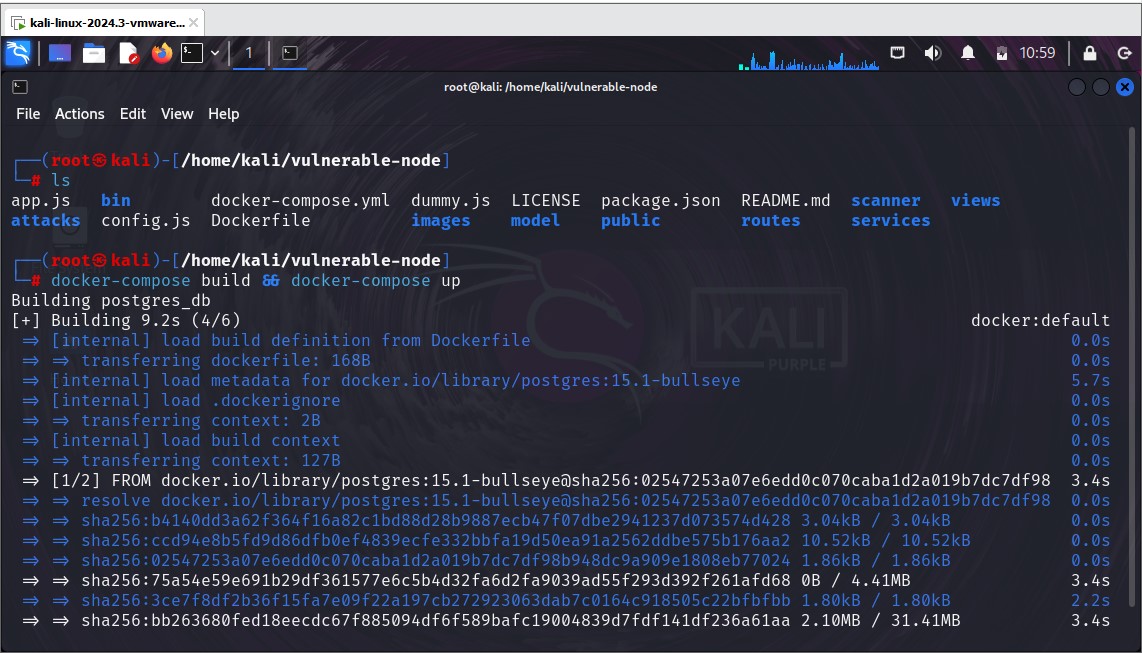 kali-linux-2024.3-vmware...
1
10:59
root@kali: /home/kali/vulnerable-node
File Actions Edit View Help
┌──(root㉿kali)-[/home/kali/vulnerable-node]
└─# ls
app.js bin docker-compose.yml dummy.js LICENSE package.json README.md scanner views
attacks config.js Dockerfile images model public routes services
┌──(root㉿kali)-[/home/kali/vulnerable-node]
└─# docker-compose build && docker-compose up
Building postgres_db
[+] Building 9.2s (4/6) docker:default
=> [internal] load build definition from Dockerfile 0.0s
=> => transferring dockerfile: 168B 0.0s
=> [internal] load metadata for docker.io/library/postgres:15.1-bullseye 5.7s
=> [internal] load .dockerignore 0.0s
=> => transferring context: 2B 0.0s
=> [internal] load build context 0.0s
=> => transferring context: 127B 0.0s
=> [1/2] FROM docker.io/library/postgres:15.1-bullseye@sha256:02547253a07e6edd0c070caba1d2a019b7dc7df98 3.4s
=> => resolve docker.io/library/postgres:15.1-bullseye@sha256:02547253a07e6edd0c070caba1d2a019b7dc7df98 0.0s
=> => sha256:b4140dd3a62f364f16a82c1bd88d28b9887ecb47f07dbe2941237d073574d428 3.04kB / 3.04kB 0.0s
=> => sha256:ccd94e8b5fd9d86dfb0ef4839ecfe332bbfa19d50ea91a2562ddbe575b176aa2 10.52kB / 10.52kB 0.0s
=> => sha256:02547253a07e6edd0c070caba1d2a019b7dc7df98b948dc9a909e1808eb77024 1.86kB / 1.86kB 0.0s
=> => sha256:75a54e59e691b29df361577e6c5b4d32fa6d2fa9039ad55f293d392f261afd68 0B / 4.41MB 3.4s
=> => sha256:3ce7f8df2b36f15fa7e09f22a197cb272923063dab7c0164c918505c22bfbfbb 1.80kB / 1.80kB 2.2s
=> => sha256:bb263680fed18eecdc67f885094df6f589bafc19004839d7fdf141df236a61aa 2.10MB / 31.41MB 3.4s
KALI
PURPLE